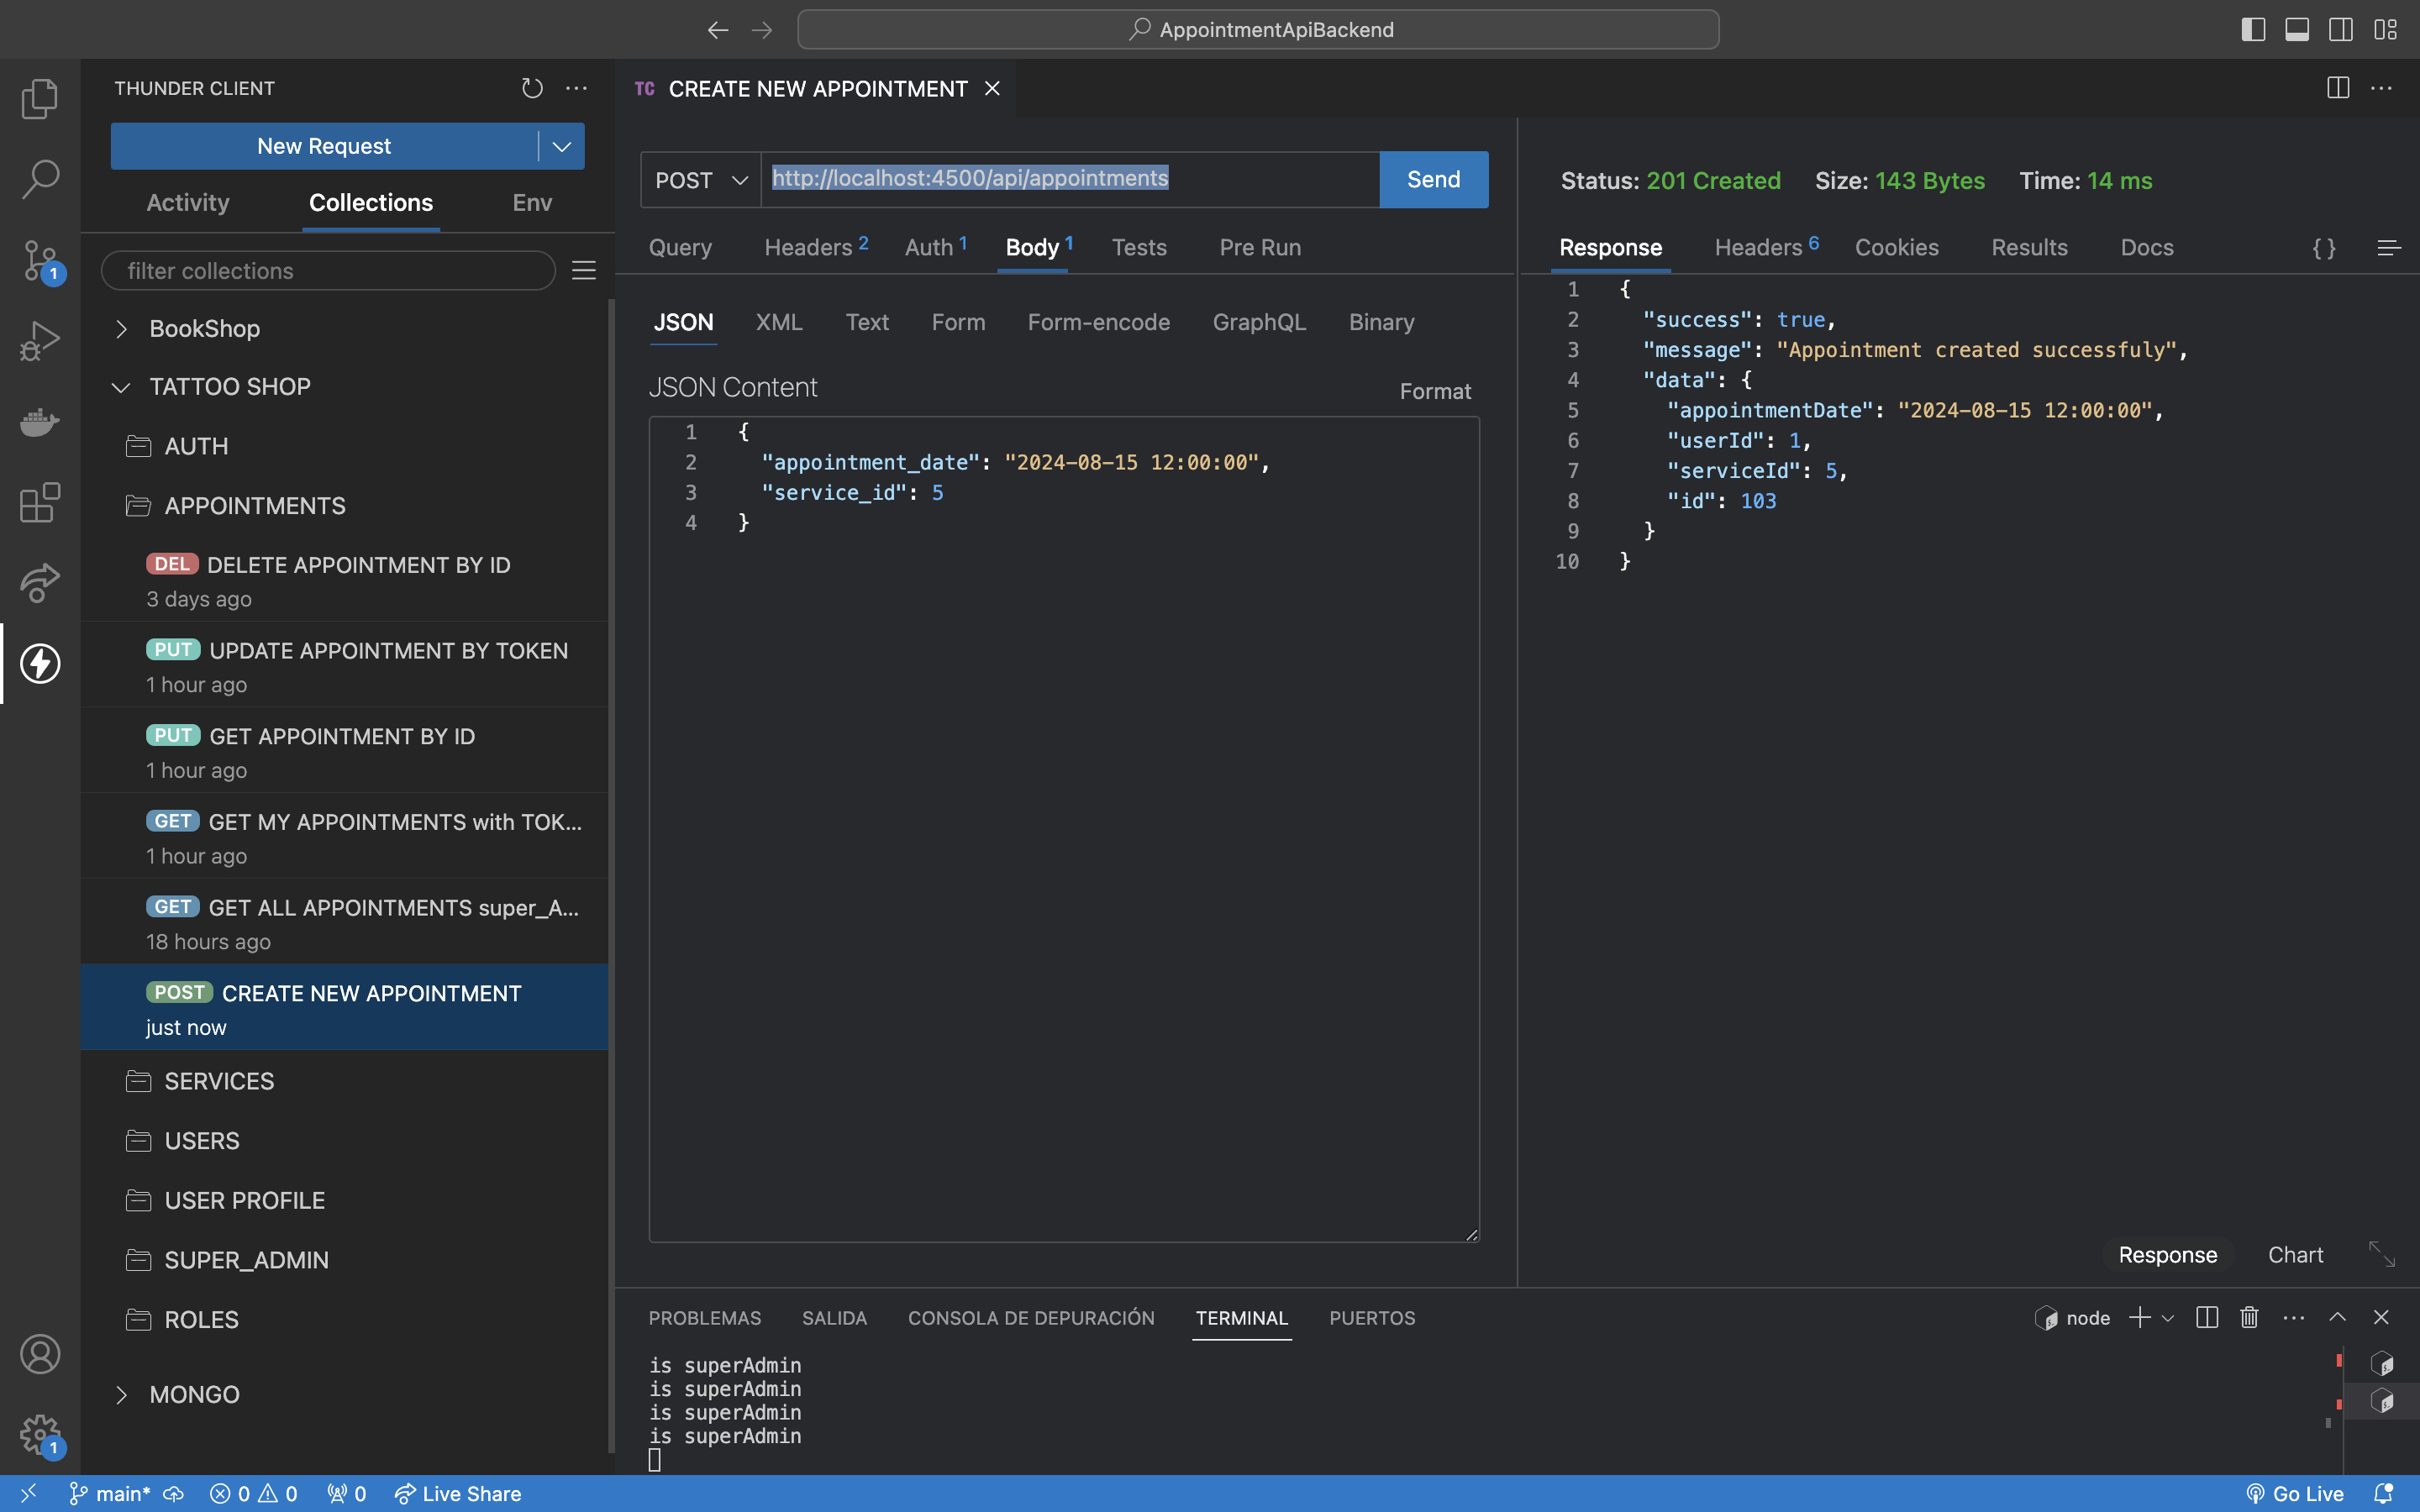 AppointmentApiBackend
THUNDER CLIENT
New Request
Activity Collections Env
filter collections
BookShop
TATTOO SHOP
AUTH
APPOINTMENTS
DEL DELETE APPOINTMENT BY ID
3 days ago
PUT UPDATE APPOINTMENT BY TOKEN
1 hour ago
PUT GET APPOINTMENT BY ID
1 hour ago
GET GET MY APPOINTMENTS with TOK...
1 hour ago
GET GET ALL APPOINTMENTS super_A...
18 hours ago
POST CREATE NEW APPOINTMENT
just now
SERVICES
USERS
USER PROFILE
SUPER_ADMIN
ROLES
MONGO
1
1
TC CREATE NEW APPOINTMENT
POST http://localhost:4500/api/appointments Send
Query Headers 2 Auth 1 Body 1 Tests Pre Run
JSON XML Text Form Form-encode GraphQL Binary
JSON Content Format
1 {
2 "appointment_date": "2024-08-15 12:00:00",
3 "service_id": 5
4 }
Status: 201 Created Size: 143 Bytes Time: 14 ms
Response Headers 6 Cookies Results Docs { }
1 {
2 "success": true,
3 "message": "Appointment created successfuly",
4 "data": {
5 "appointmentDate": "2024-08-15 12:00:00",
6 "userId": 1,
7 "serviceId": 5,
8 "id": 103
9 }
10 }
Response Chart
PROBLEMAS SALIDA CONSOLA DE DEPURACIÓN TERMINAL PUERTOS node
is superAdmin
is superAdmin
is superAdmin
is superAdmin
main* 0 0 0 Live Share Go Live